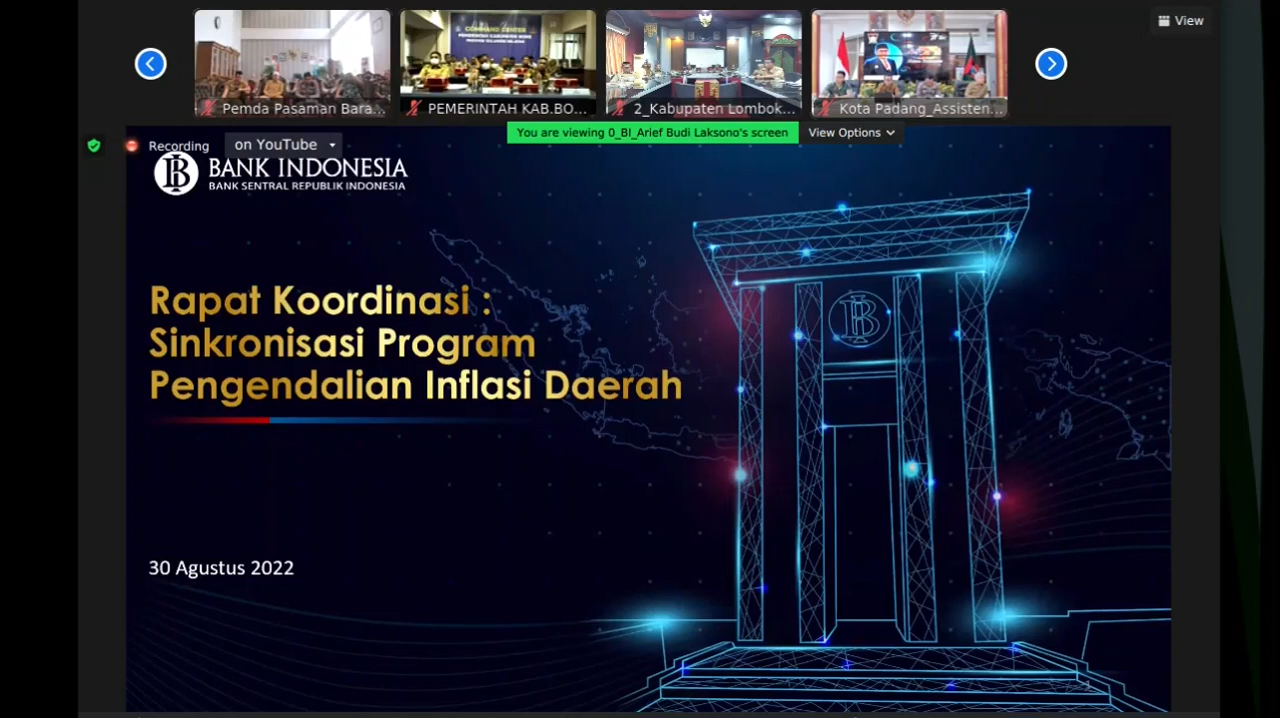 View
COMMAND CENTER
Pemda Pasaman Bara...
PEMERINTAH KAB.BO...
2_Kabupaten Lombok...
Kota Padang_Assisten...
You are viewing 0_BI_Arief Budi Laksono's screen
View Options
Recording
on YouTube
BANK INDONESIA
BANK SENTRAL REPUBLIK INDONESIA
Rapat Koordinasi :
Sinkronisasi Program
Pengendalian Inflasi Daerah
30 Agustus 2022